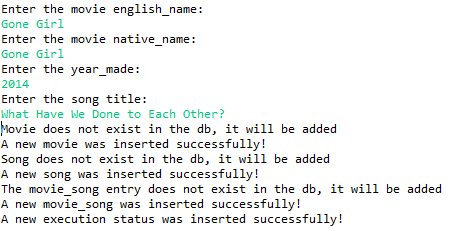 Enter the movie english_name:
Gone Girl
Enter the movie native_name:
Gone Girl
Enter the year_made:
2014
Enter the song title:
What Have We Done to Each Other?
Movie does not exist in the db, it will be added
A new movie was inserted successfully!
Song does not exist in the db, it will be added
A new song was inserted successfully!
The movie_song entry does not exist in the db, it will be added
A new movie_song was inserted successfully!
A new execution status was inserted successfully!